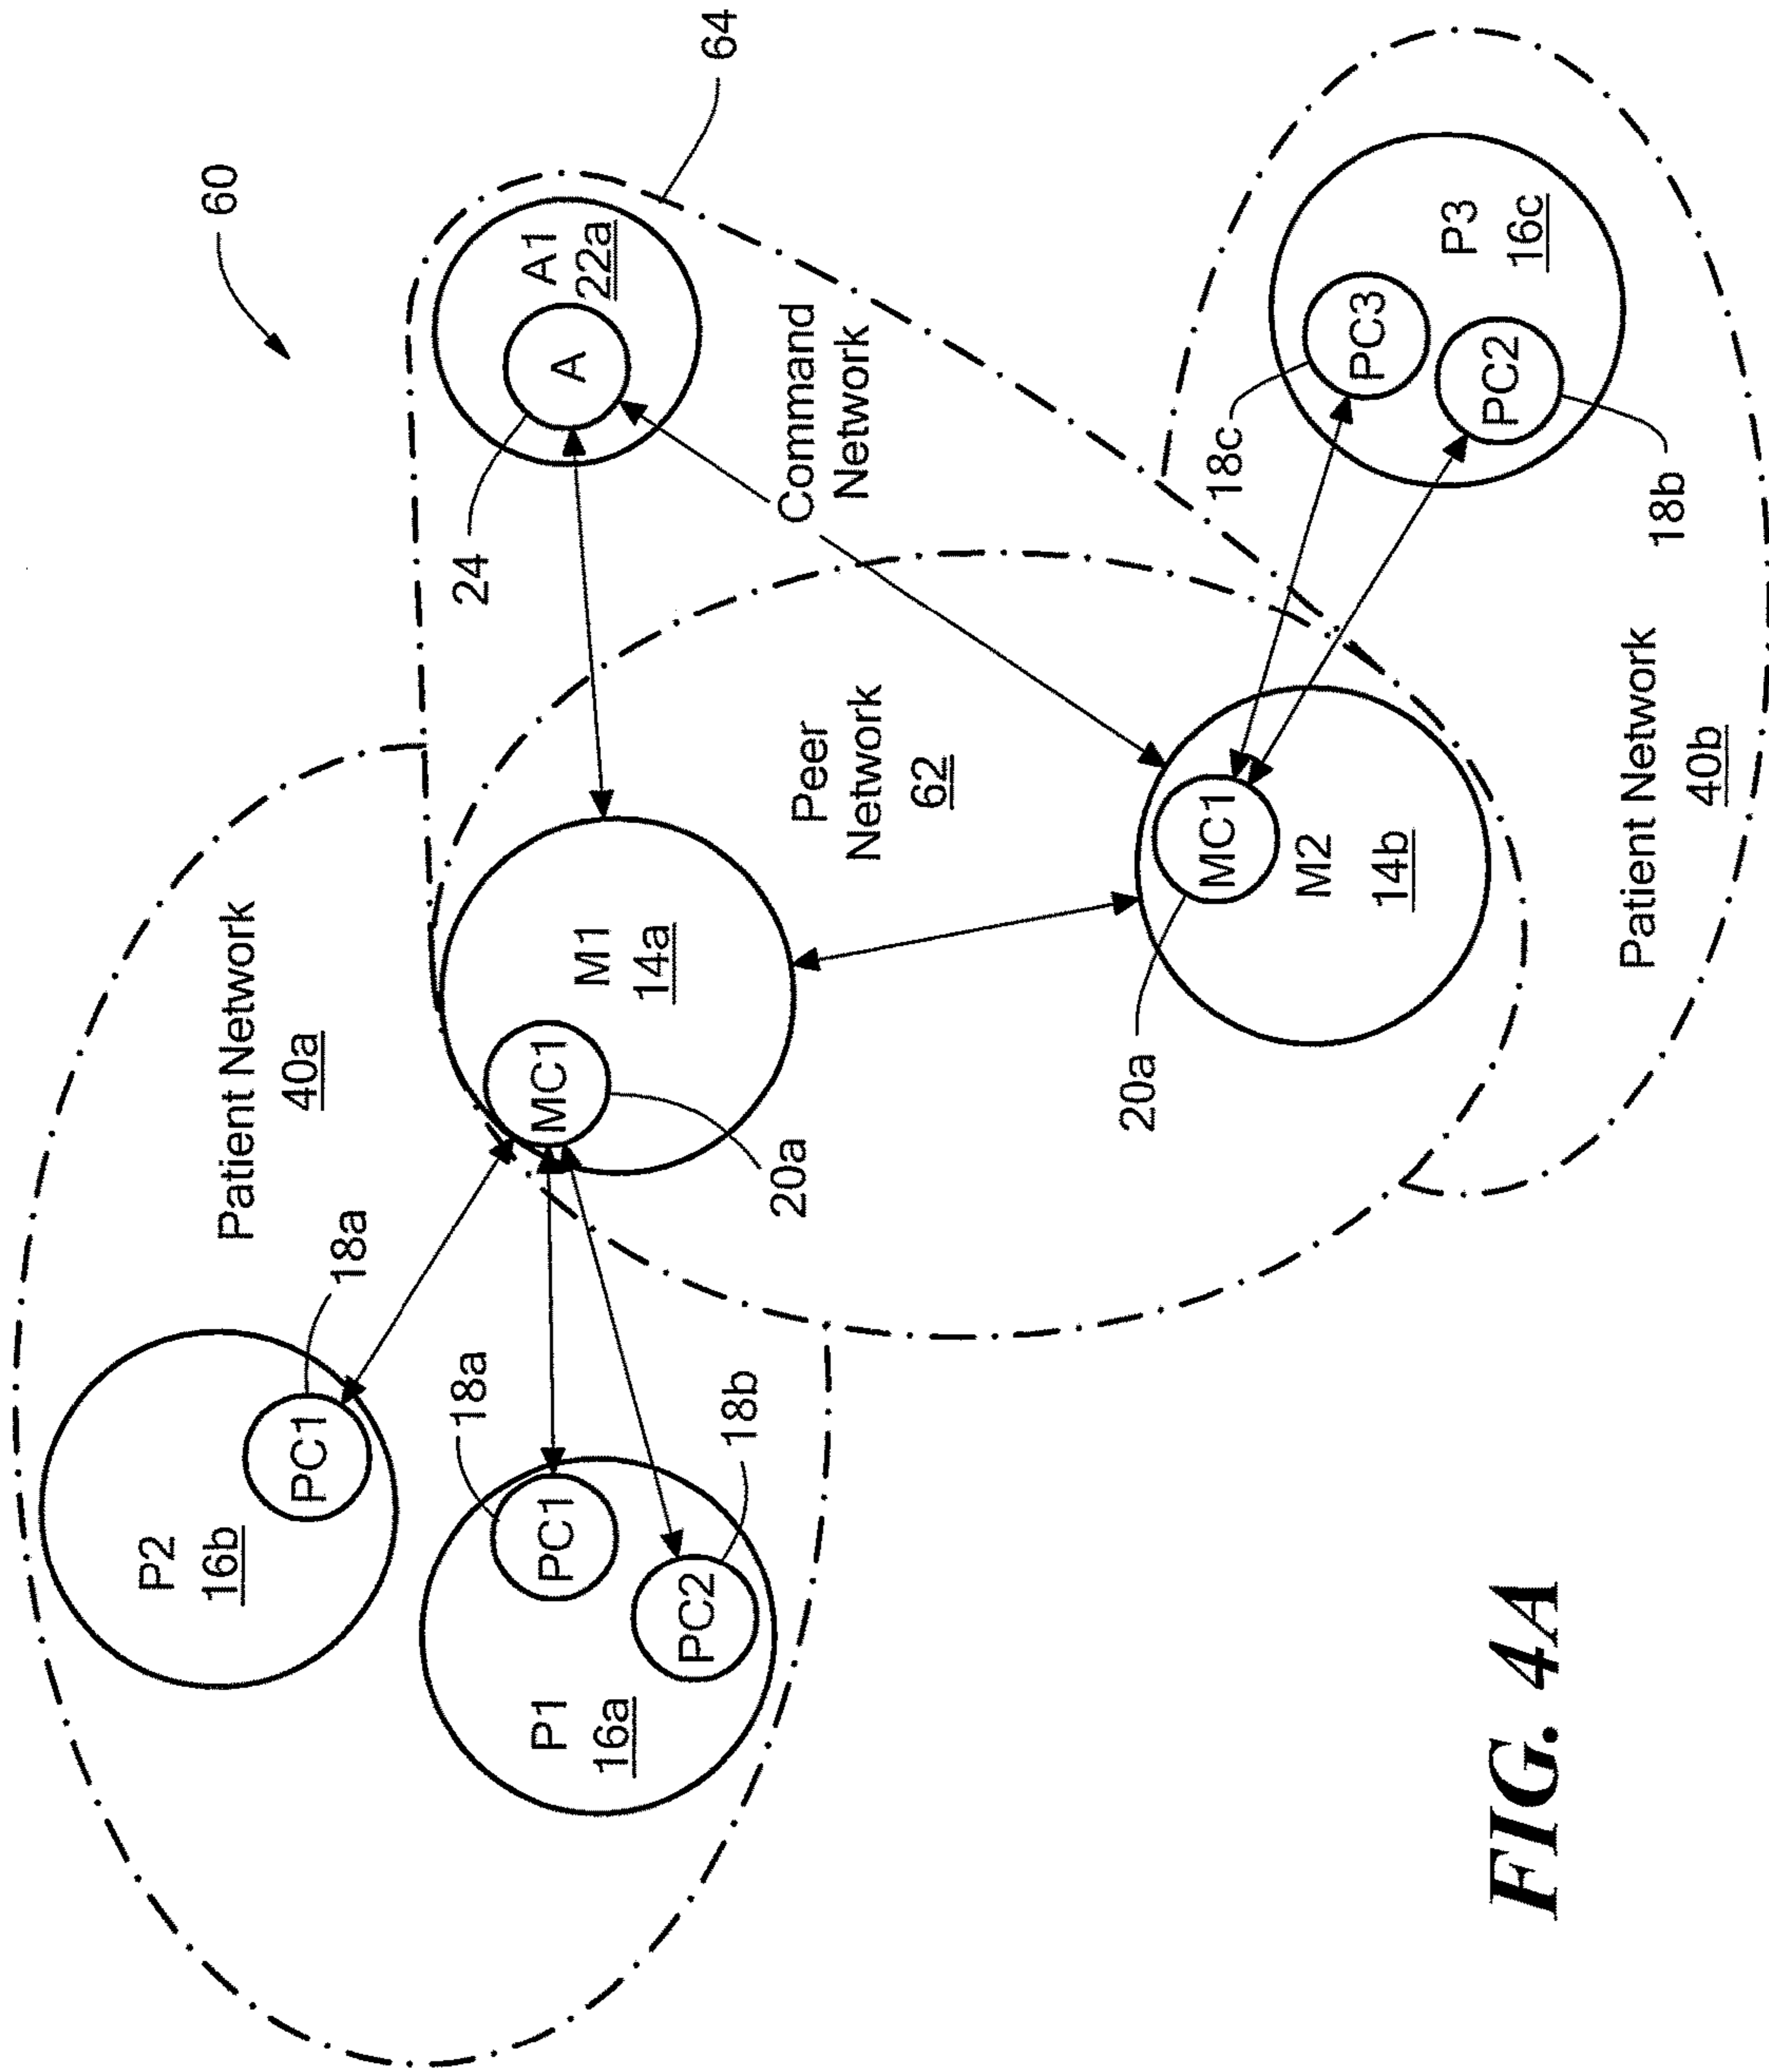 60
64
Patient Network
40a
P2
16b
PC1
18a
P1
16a
PC1
18a
PC2
18b
M1
14a
MC1
20a
A1
22a
A
24
Command
Network
Peer
Network
62
MC1
20a
M2
14b
P3
16c
PC3
18c
PC2
18b
Patient Network
40b
FIG. 4A